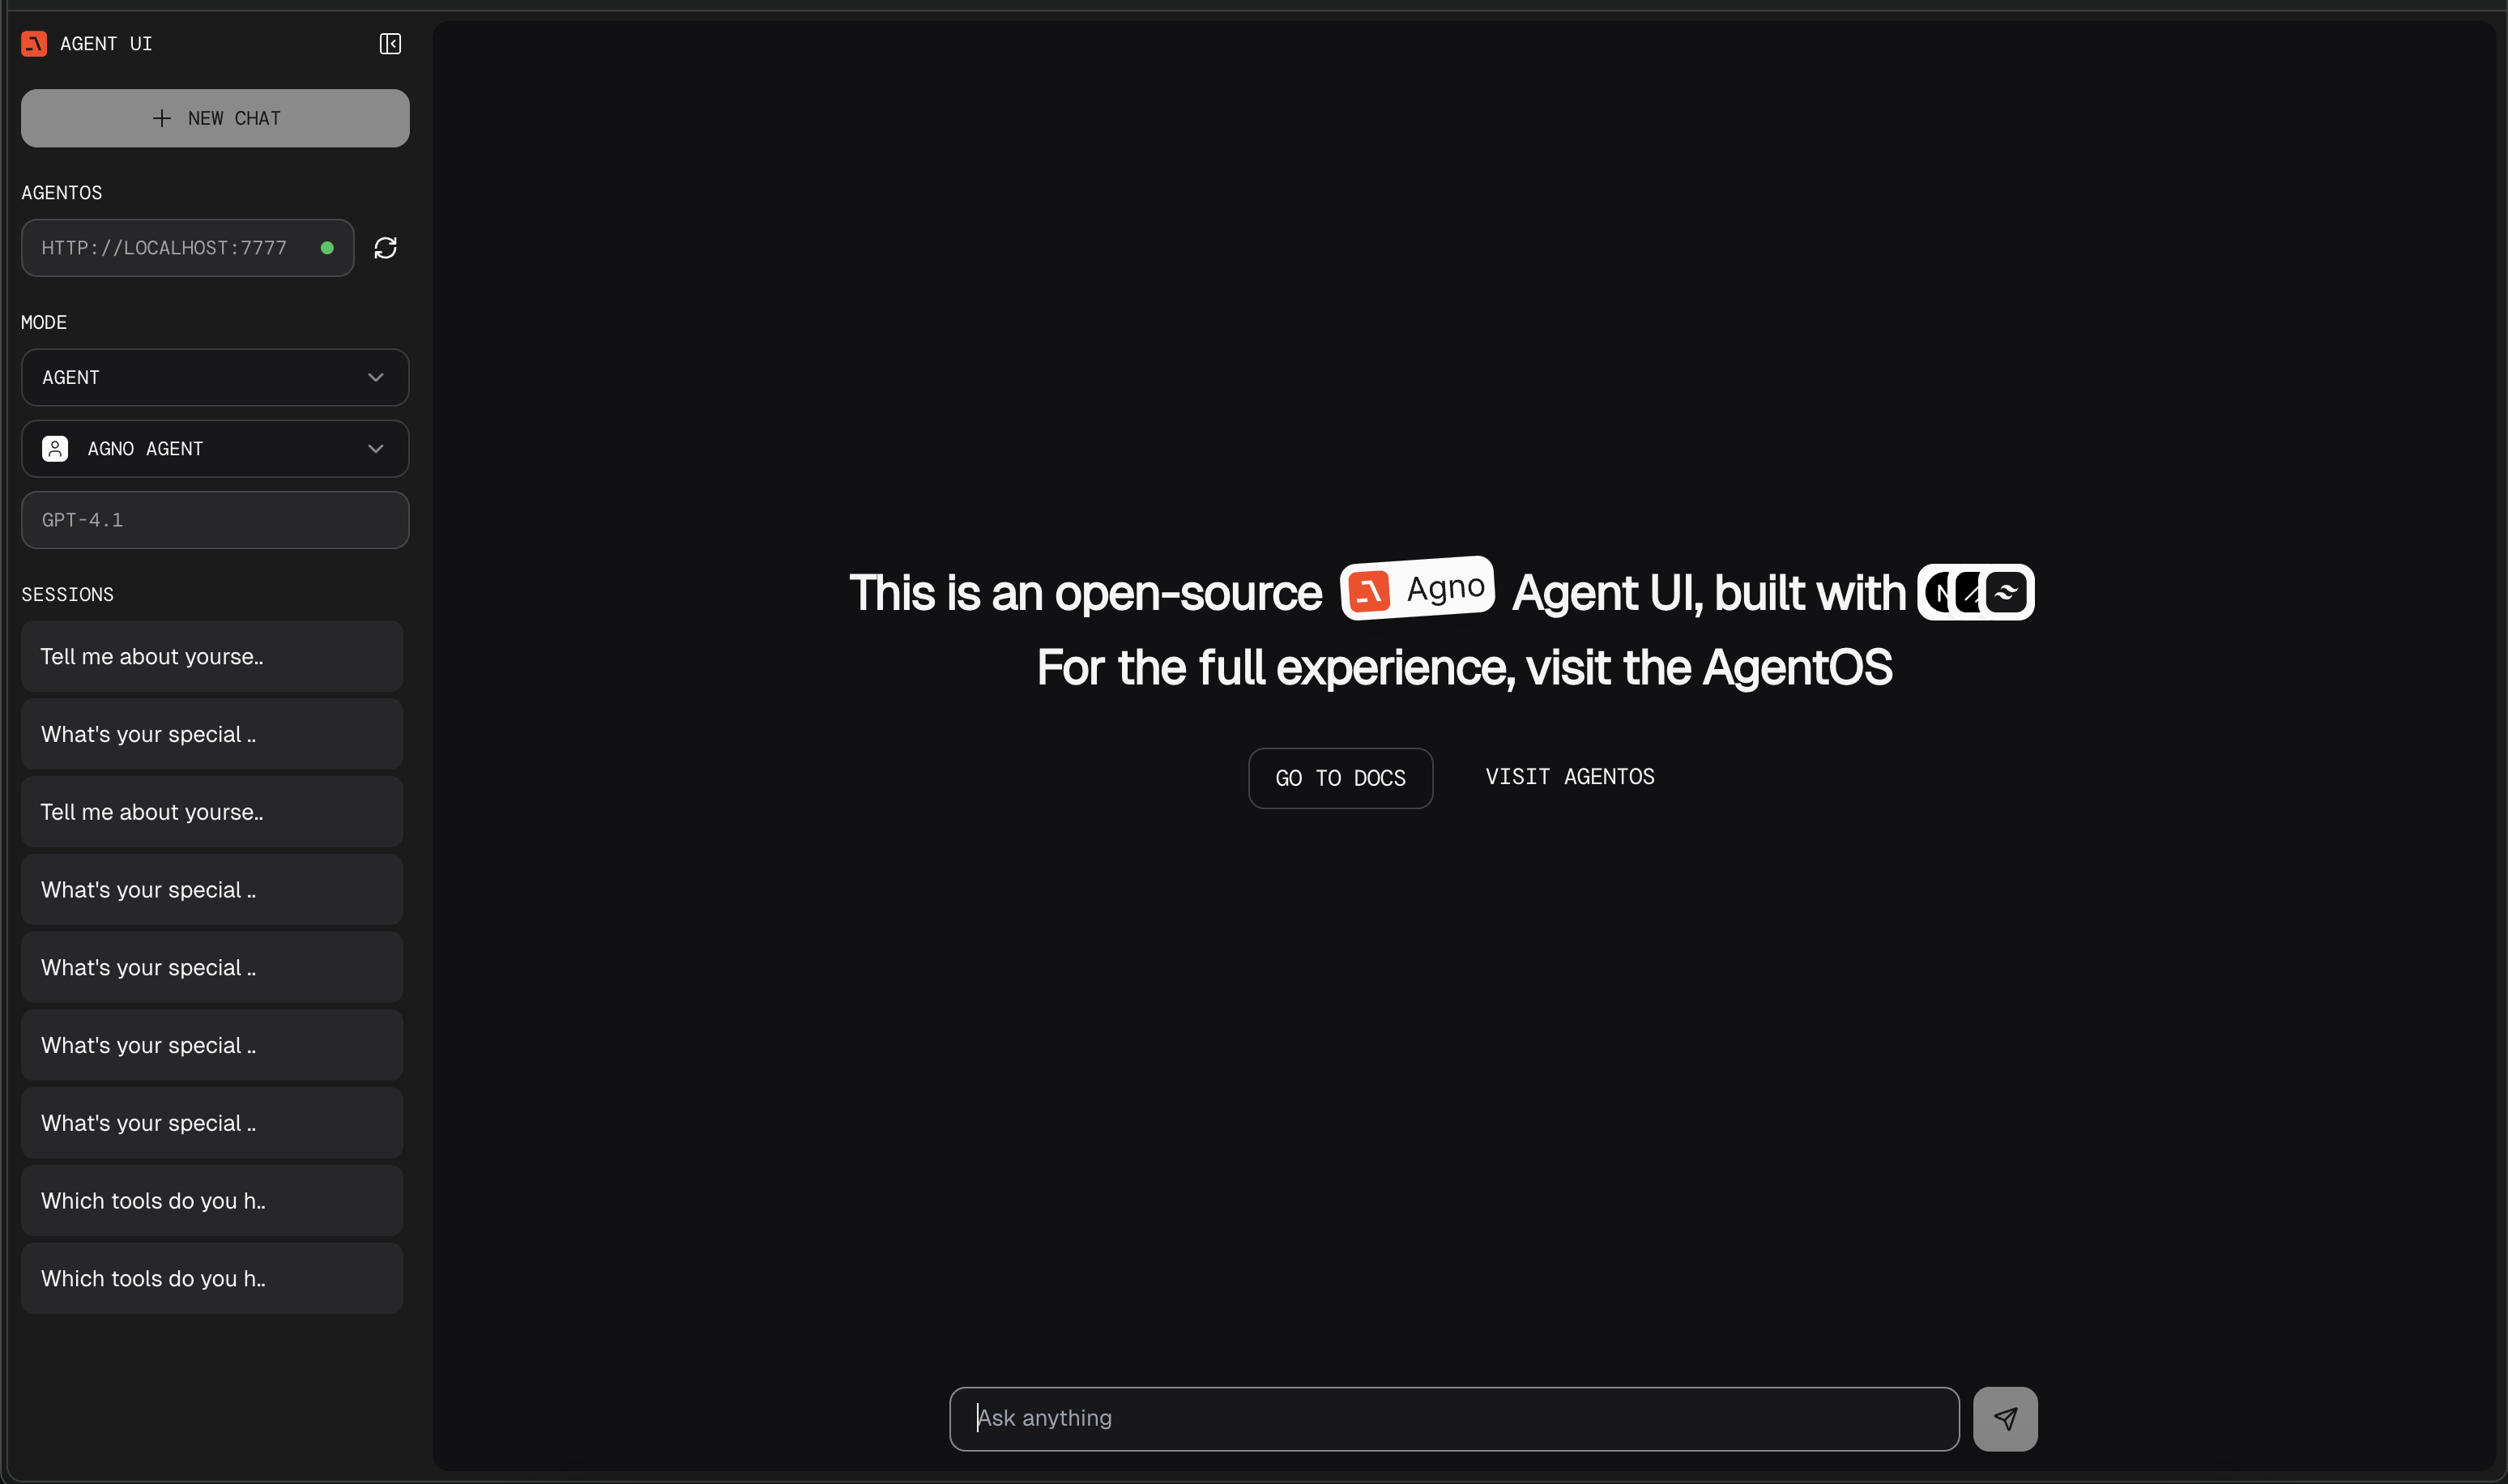 AGENT UI
NEW CHAT
AGENTOS
HTTP://LOCALHOST:7777
MODE
AGENT
AGNO AGENT
GPT-4.1
SESSIONS
Tell me about yourse..
What's your special ..
Tell me about yourse..
What's your special ..
What's your special ..
What's your special ..
What's your special ..
Which tools do you h..
Which tools do you h..
This is an open-source Agno Agent UI, built with
For the full experience, visit the AgentOS
GO TO DOCS
VISIT AGENTOS
Ask anything